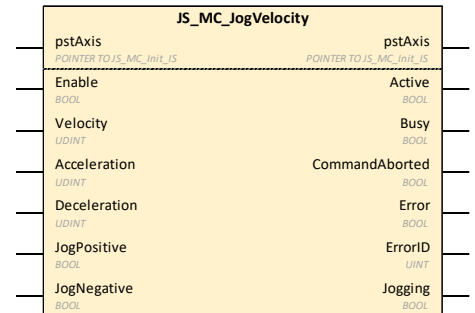 JS_MC_JogVelocity
pstAxis pstAxis
POINTER TO JS_MC_Init_IS POINTER TO JS_MC_Init_IS
Enable Active
BOOL BOOL
Velocity Busy
UDINT BOOL
Acceleration CommandAborted
UDINT BOOL
Deceleration Error
UDINT BOOL
JogPositive ErrorID
BOOL UINT
JogNegative Jogging
BOOL BOOL